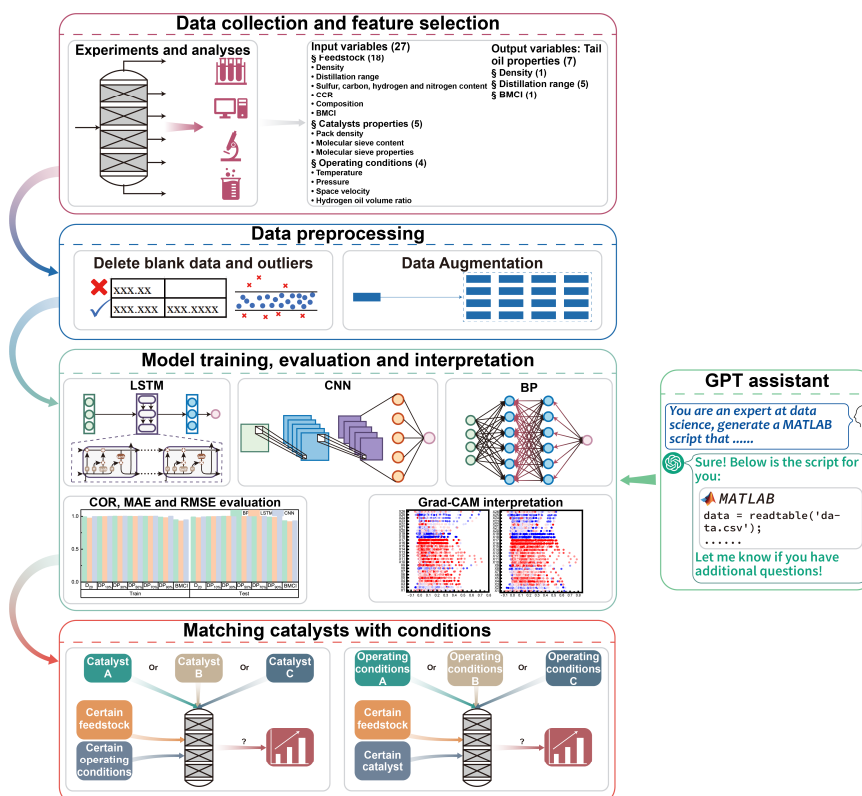 Data collection and feature selection
Experiments and analyses
Input variables (27)
§ Feedstock (18)
• Density
• Distillation range
• Sulfur, carbon, hydrogen and nitrogen content
• CCR
• Composition
• BMCI
§ Catalysts properties (5)
• Pack density
• Molecular sieve content
• Molecular sieve properties
§ Operating conditions (4)
• Temperature
• Pressure
• Space velocity
• Hydrogen oil volume ratio
Output variables: Tail
oil properties (7)
§ Density (1)
§ Distillation range (5)
§ BMCI (1)
Data preprocessing
Delete blank data and outliers
xxx.xx
xxx.xxx xxx.xxxx
Data Augmentation
Model training, evaluation and interpretation
LSTM
CNN
BP
COR, MAE and RMSE evaluation
BP LSTM CNN
1.0
0.5
0.0
BMCI
BMCI
Train
Test
Grad-CAM interpretation
GPT assistant
You are an expert at data
science, generate a MATLAB
script that ......
Sure! Below is the script for
you:
MATLAB
data = readtable('da-
ta.csv');
......
Let me know if you have
additional questions!
Matching catalysts with conditions
Catalyst
A
Or
Catalyst
B
Or
Catalyst
C
Certain
feedstock
Certain
operating
conditions
?
Operating
conditions
A
Or
Operating
conditions
B
Or
Operating
conditions
C
Certain
feedstock
Certain
catalyst
?